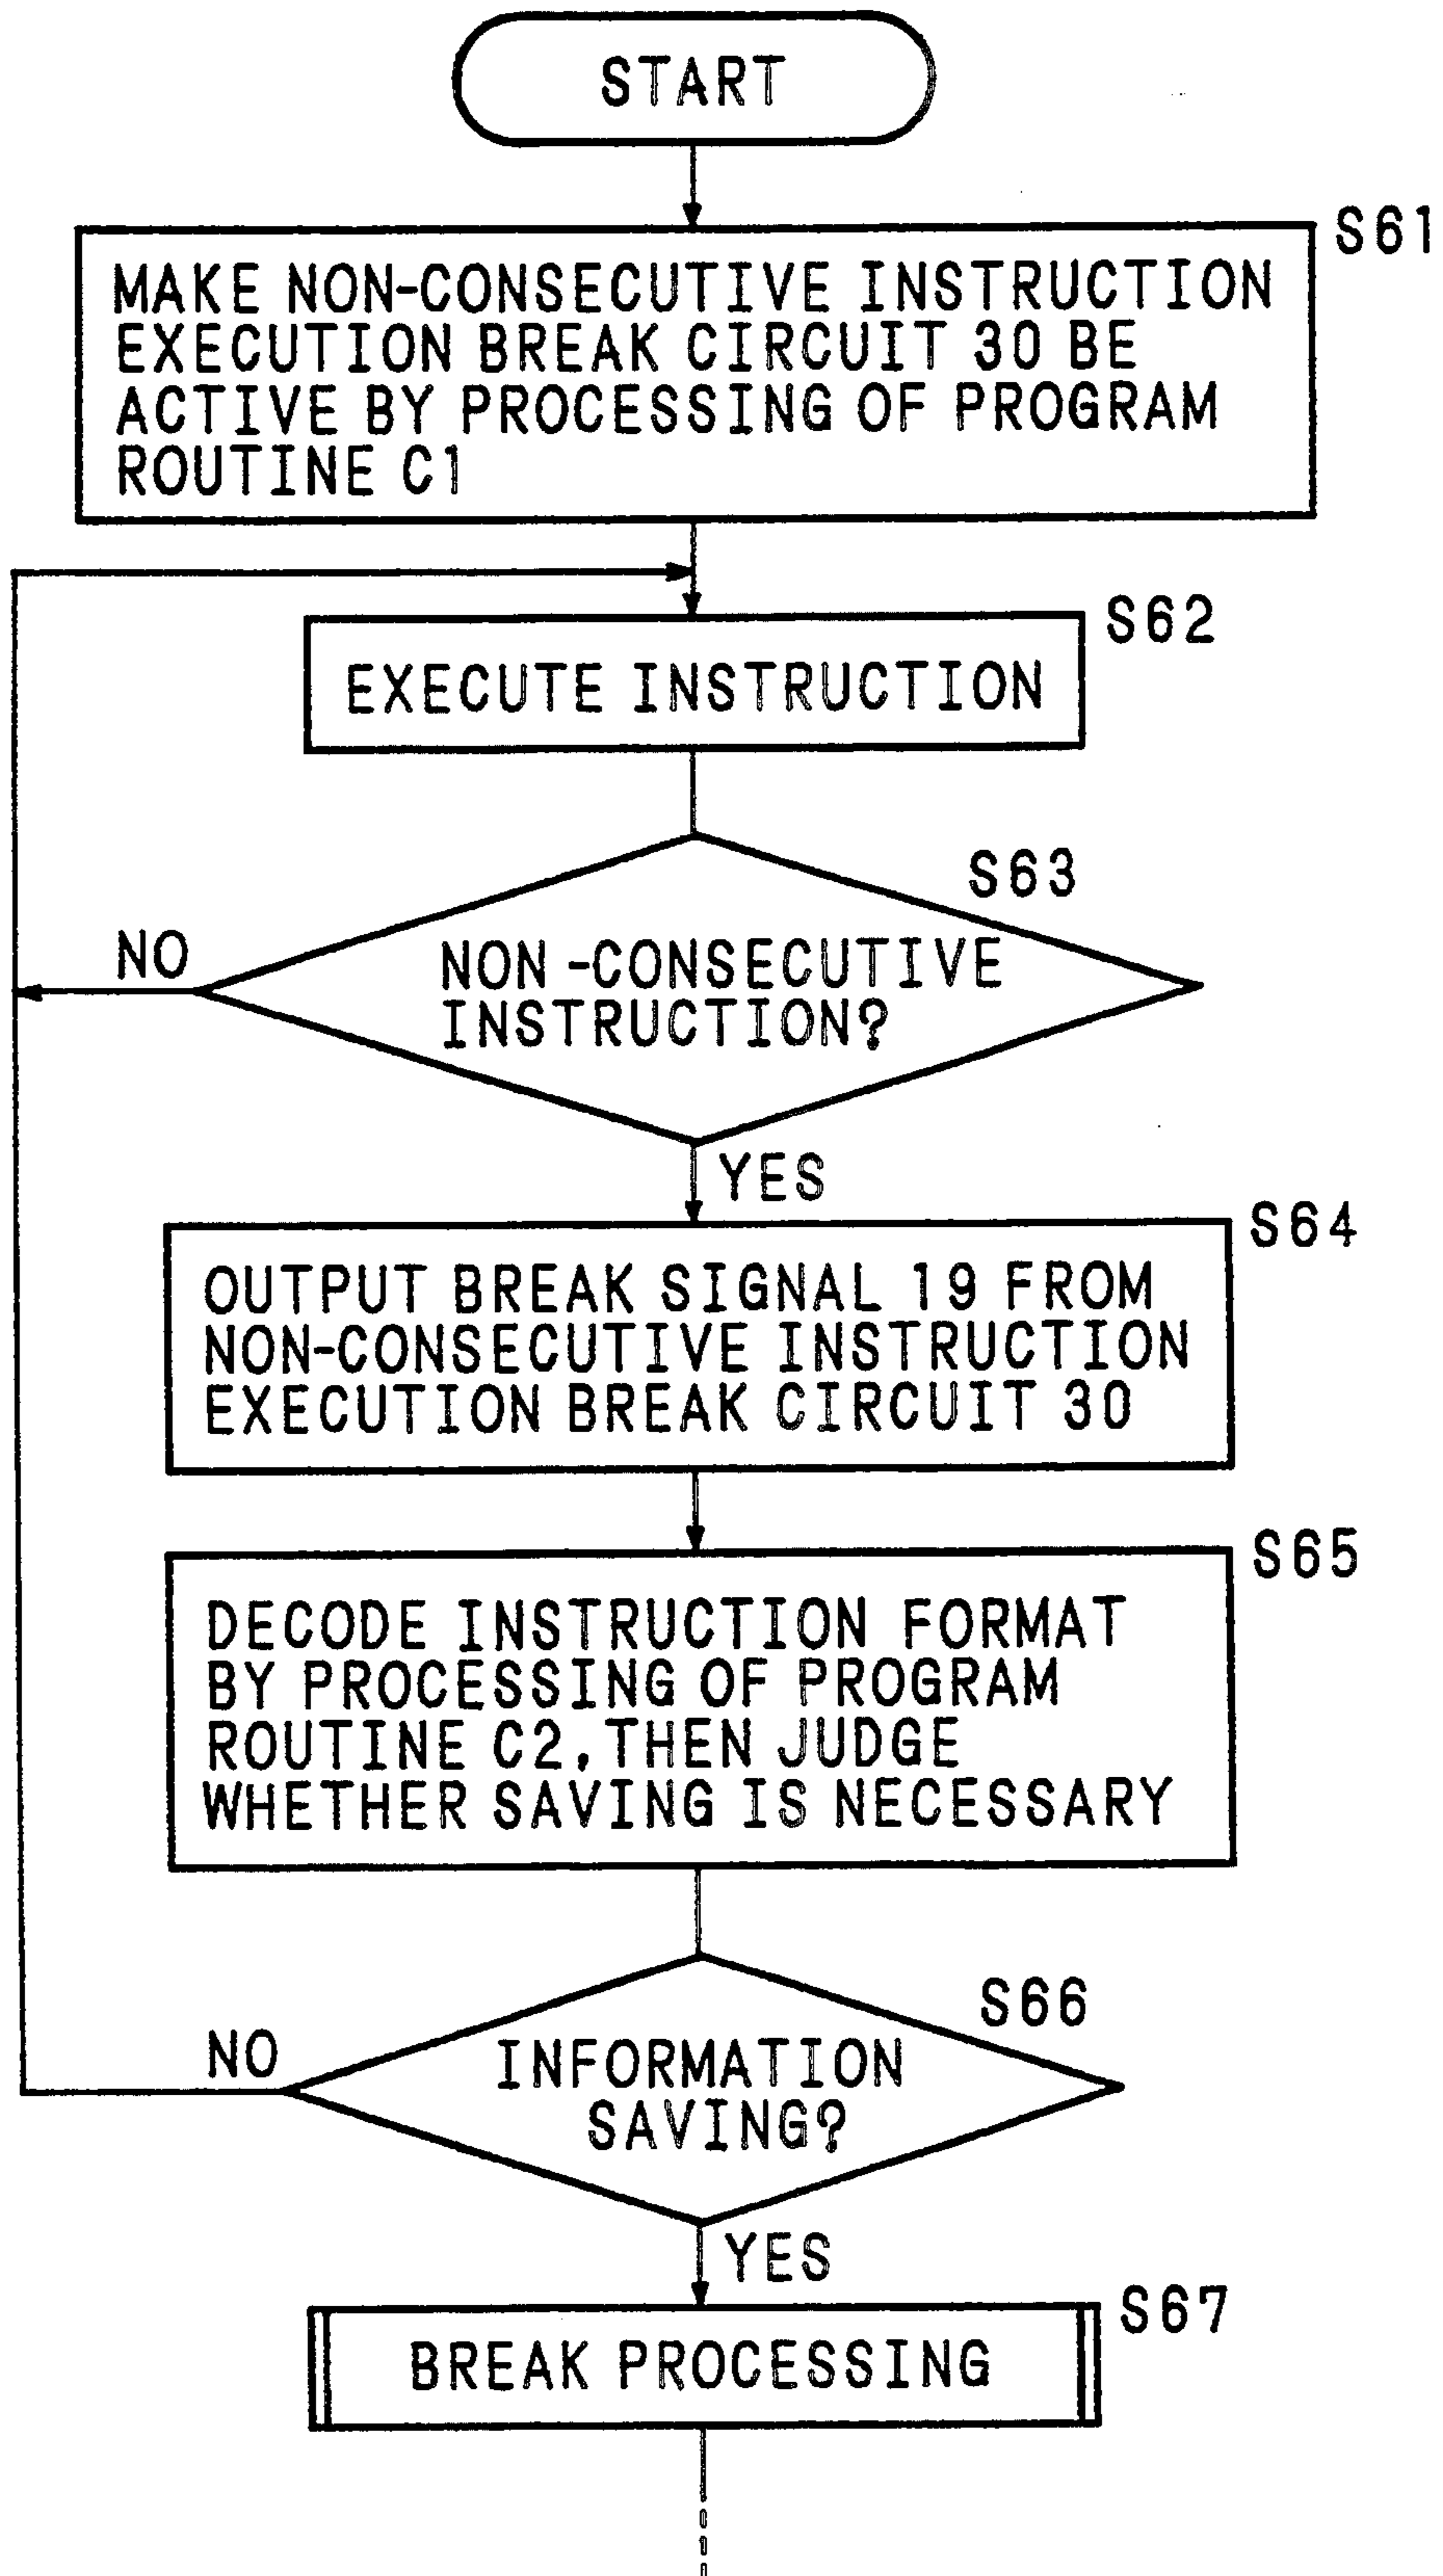 START
S61
MAKE NON-CONSECUTIVE INSTRUCTION
EXECUTION BREAK CIRCUIT 30 BE
ACTIVE BY PROCESSING OF PROGRAM
ROUTINE C1
S62
EXECUTE INSTRUCTION
S63
NO
NON-CONSECUTIVE
INSTRUCTION?
YES
S64
OUTPUT BREAK SIGNAL 19 FROM
NON-CONSECUTIVE INSTRUCTION
EXECUTION BREAK CIRCUIT 30
S65
DECODE INSTRUCTION FORMAT
BY PROCESSING OF PROGRAM
ROUTINE C2, THEN JUDGE
WHETHER SAVING IS NECESSARY
S66
NO
INFORMATION
SAVING?
YES
S67
BREAK PROCESSING